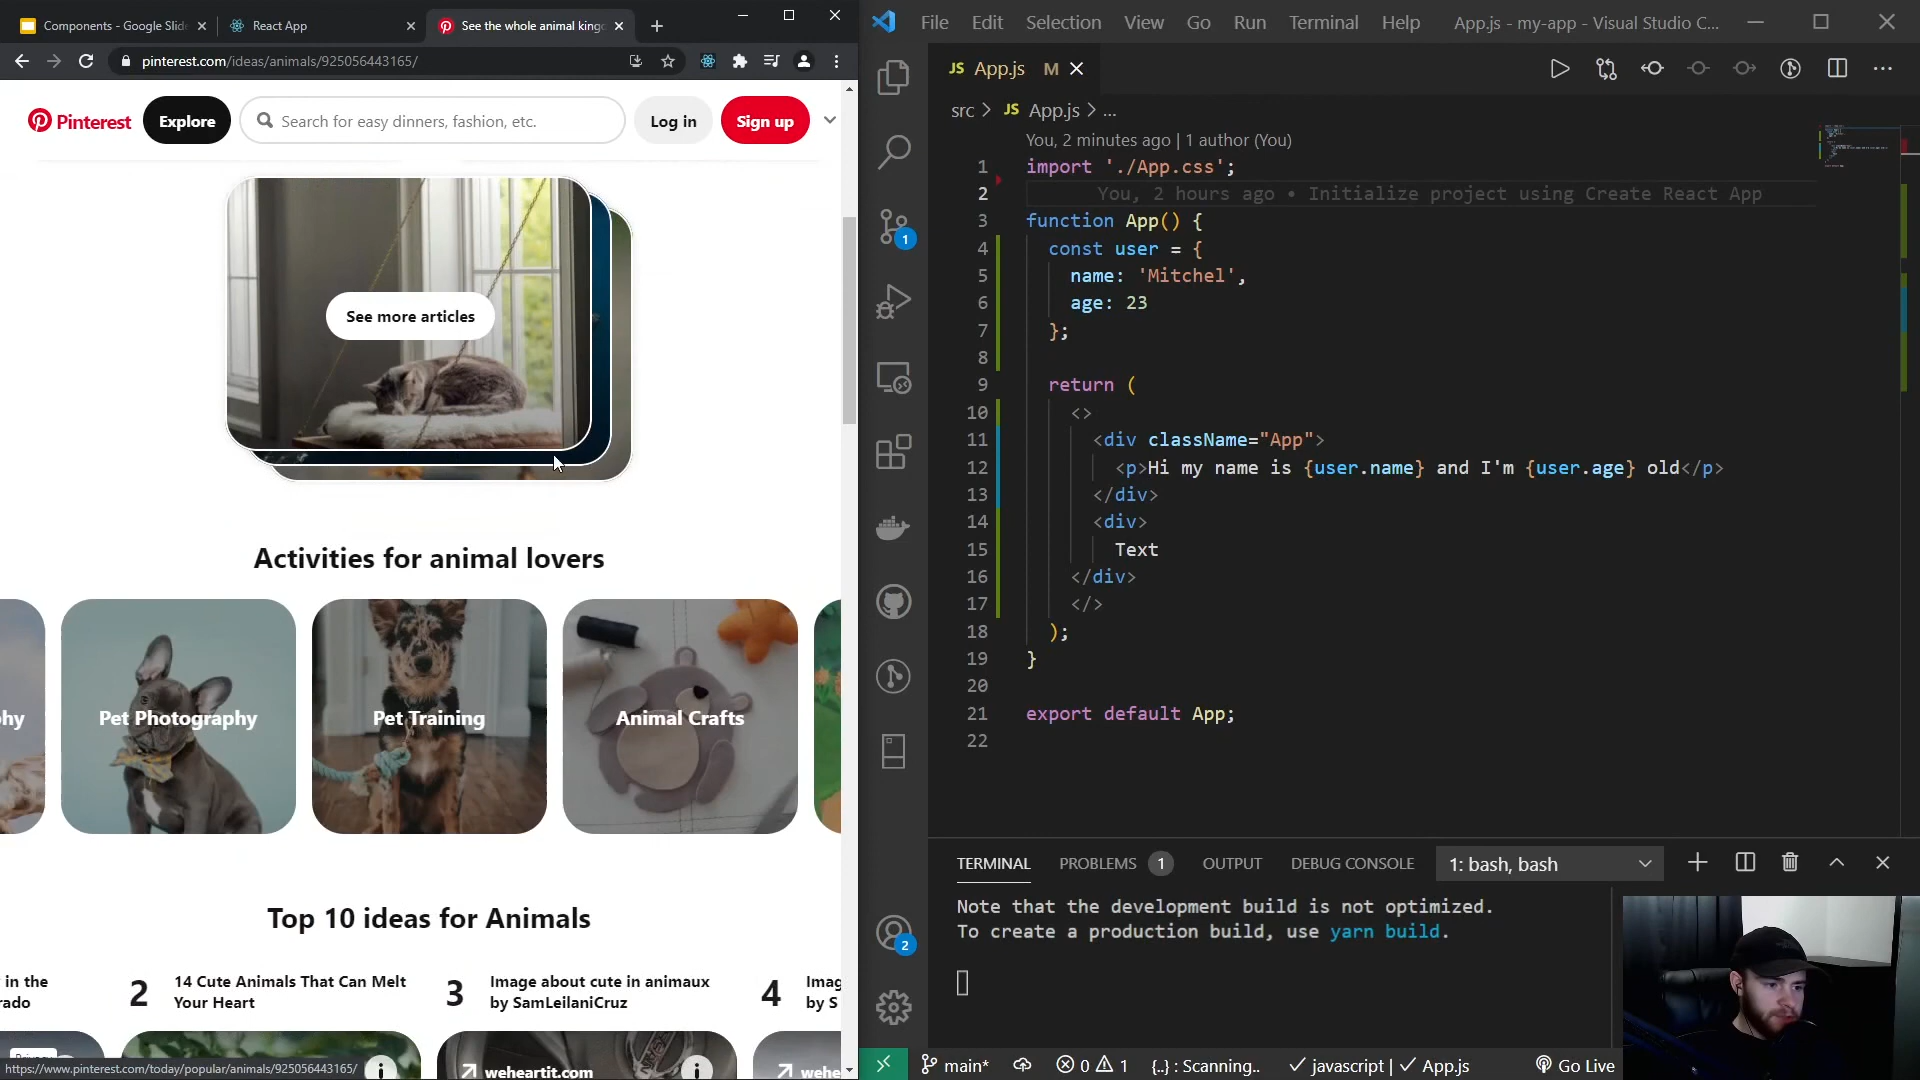 Components - Google Slide
React App
See the whole animal kingd
pinterest.com/ideas/animals/925056443165/
Pinterest
Explore
Search for easy dinners, fashion, etc.
Log in
Sign up
See more articles
Activities for animal lovers
hy
Pet Photography
Pet Training
Animal Crafts
Top 10 ideas for Animals
in the
rado
2
14 Cute Animals That Can Melt
Your Heart
3
Image about cute in animaux
by SamLeilaniCruz
4
Imag
by S
Privacy
weheartit.com
wehe
https://www.pinterest.com/today/popular/animals/925056443165/
File Edit Selection View Go Run Terminal Help
App.js - my-app - Visual Studio C...
JS App.js M
src > JS App.js > ...
You, 2 minutes ago | 1 author (You)
1 import './App.css';
2 You, 2 hours ago • Initialize project using Create React App
3 function App() {
4 const user = {
5 name: 'Mitchel',
6 age: 23
7 };
8
9 return (
10 <>
11 <div className="App">
12 <p>Hi my name is {user.name} and I'm {user.age} old</p>
13 </div>
14 <div>
15 Text
16 </div>
17 </>
18 );
19 }
20
21 export default App;
22
1
2
TERMINAL PROBLEMS 1 OUTPUT DEBUG CONSOLE 1: bash, bash
Note that the development build is not optimized.
To create a production build, use yarn build.
main* 0 1 {..} : Scanning.. javascript | App.js Go Live